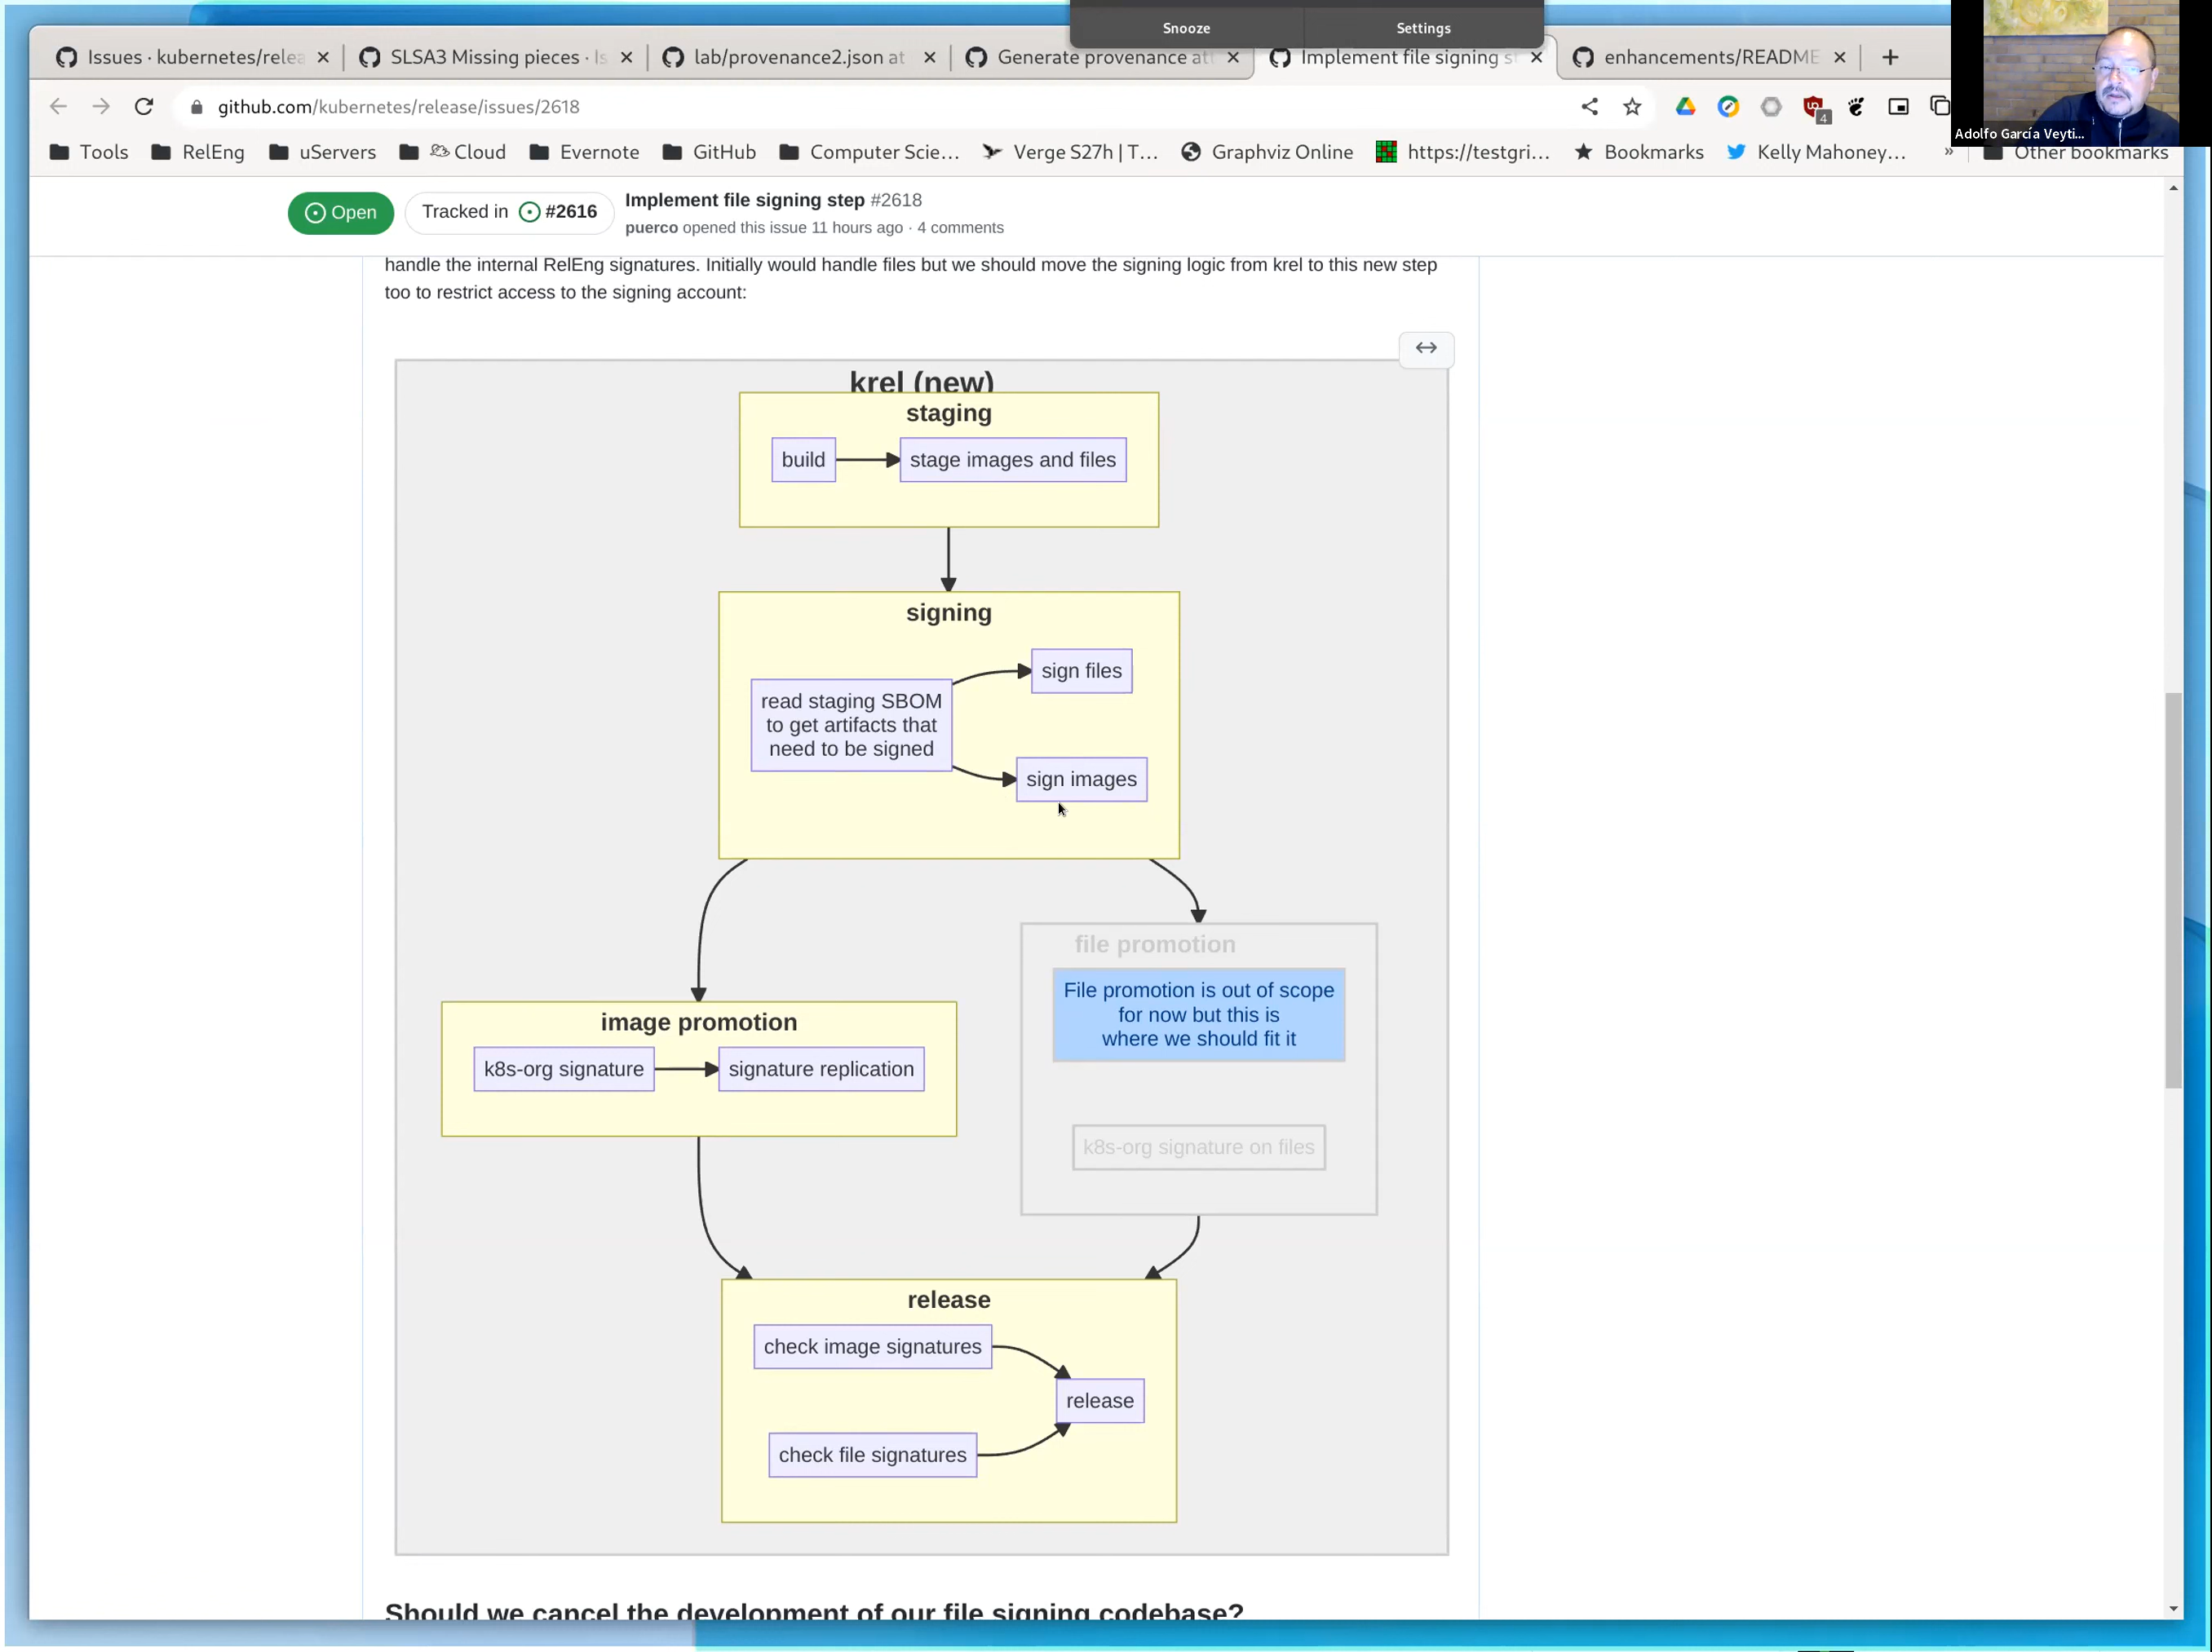 Snooze
Settings
Issues · kubernetes/relea
SLSA3 Missing pieces · Is
lab/provenance2.json at
Generate provenance att
Implement file signing st
enhancements/README
github.com/kubernetes/release/issues/2618
4
Adolfo García Veyti...
Tools
RelEng
uServers
Cloud
Evernote
GitHub
Computer Scie...
Verge S27h | T...
Graphviz Online
https://testgri...
Bookmarks
Kelly Mahoney...
»
Other bookmarks
Open
Tracked in #2616
Implement file signing step #2618
puerco opened this issue 11 hours ago · 4 comments
handle the internal RelEng signatures. Initially would handle files but we should move the signing logic from krel to this new step
too to restrict access to the signing account:
krel (new)
staging
build
stage images and files
signing
read staging SBOM
to get artifacts that
need to be signed
sign files
sign images
file promotion
File promotion is out of scope
for now but this is
where we should fit it
k8s-org signature on files
image promotion
k8s-org signature
signature replication
release
check image signatures
release
check file signatures
Should we cancel the development of our file signing codebase?